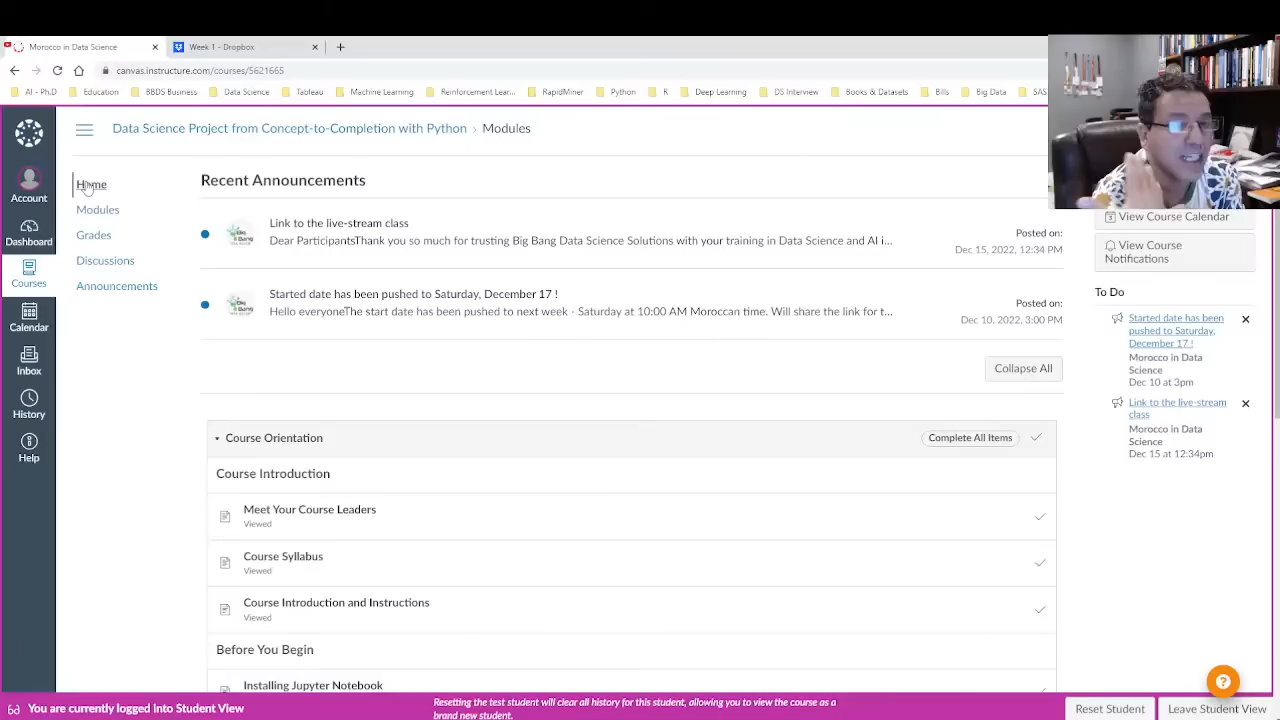 Morocco in Data Science
Week 1 - Dropbox
canvas.instructure.com/courses/5621665
AI - Ph.D
Education
BBDS Business
Data Science
Tableau
Machine Learning
Reinforcement Lear...
RapidMiner
Python
R
Deep Learning
DS Interview
Books & Datasets
Bills
Big Data
SAS
Data Science Project from Concept-to-Completion with Python › Modules
Account
Dashboard
Courses
Calendar
Inbox
History
Help
Home
Modules
Grades
Discussions
Announcements
Recent Announcements
Link to the live-stream class
Dear ParticipantsThank you so much for trusting Big Bang Data Science Solutions with your training in Data Science and AI i...
Posted on:
Dec 15, 2022, 12:34 PM
Started date has been pushed to Saturday, December 17 !
Hello everyoneThe start date has been pushed to next week - Saturday at 10:00 AM Moroccan time. Will share the link for t...
Posted on:
Dec 10, 2022, 3:00 PM
Collapse All
Course Orientation
Complete All Items
Course Introduction
Meet Your Course Leaders
Viewed
Course Syllabus
Viewed
Course Introduction and Instructions
Viewed
Before You Begin
Installing Jupyter Notebook
View Course Calendar
View Course
Notifications
To Do
Started date has been
pushed to Saturday,
December 17 !
Morocco in Data
Science
Dec 10 at 3pm
Link to the live-stream
class
Morocco in Data
Science
Dec 15 at 12:34pm
You are currently logged into Student View
Resetting the test student will clear all history for this student, allowing you to view the course as a
brand new student.
Reset Student
Leave Student View